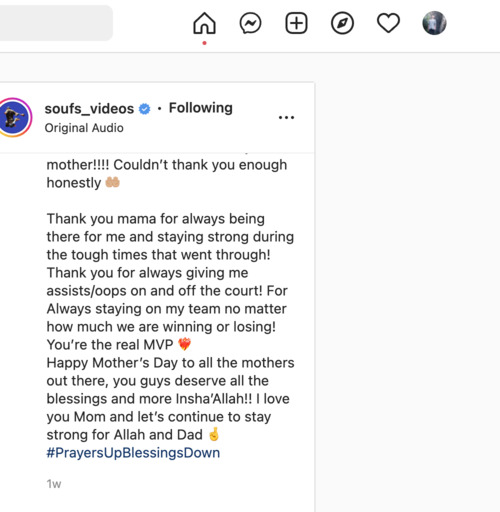 soufs_videos • Following
Original Audio
mother!!!! Couldn’t thank you enough
honestly 🤲🏼
Thank you mama for always being
there for me and staying strong during
the tough times that went through!
Thank you for always giving me
assists/oops on and off the court! For
Always staying on my team no matter
how much we are winning or losing!
You’re the real MVP ❤️‍🔥
Happy Mother’s Day to all the mothers
out there, you guys deserve all the
blessings and more Insha’Allah!! I love
you Mom and let’s continue to stay
strong for Allah and Dad ☝️
#PrayersUpBlessingsDown
1w